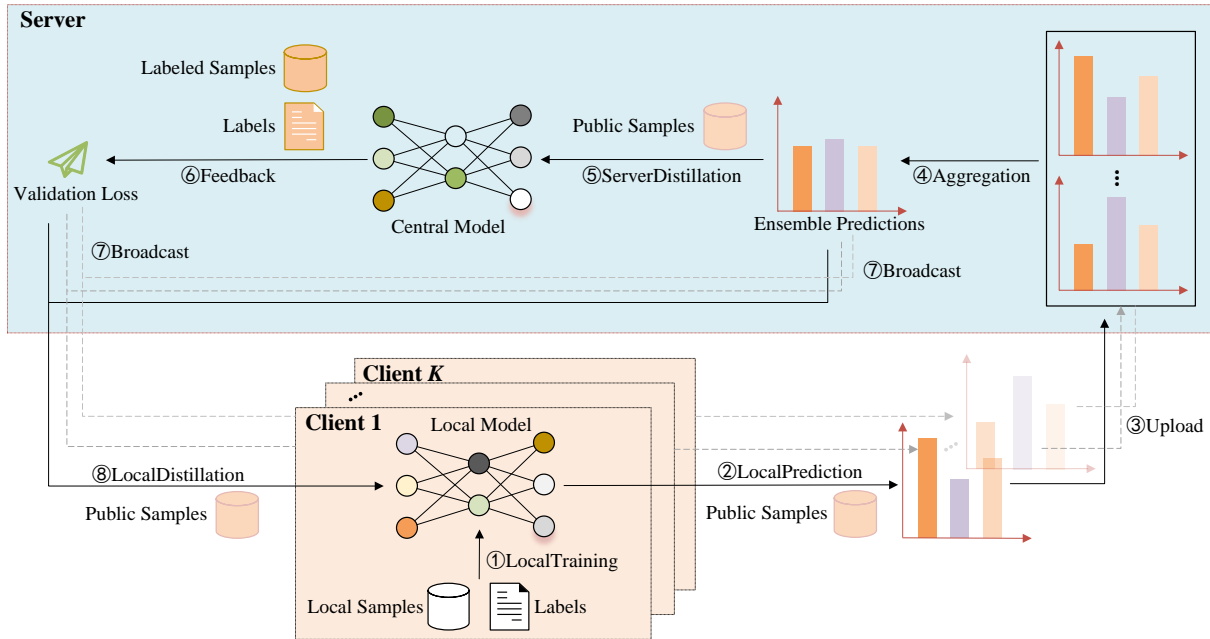 Server
Labeled Samples
Labels
Public Samples
⑥Feedback
⑤ServerDistillation
④Aggregation
Validation Loss
Central Model
Ensemble Predictions
⑦Broadcast
⑦Broadcast
Client K
Client 1
Local Model
③Upload
⑧LocalDistillation
②LocalPrediction
Public Samples
Public Samples
①LocalTraining
Local Samples
Labels